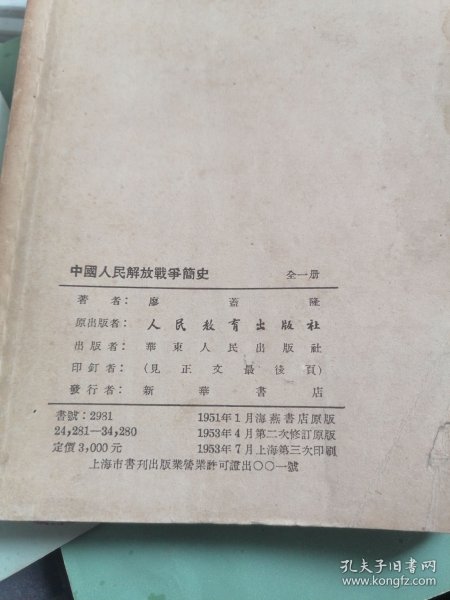 中國人民解放戰爭簡史 全一册
著者：廖蓋隆
原出版者：人民教育出版社
出版者：華東人民出版社
印釘者：(見正文最後頁)
發行者：新華書店
書號：2981 1951年1月海燕書店原版
24,281—34,280 1953年4月第二次修訂原版
定價3,000元 1953年7月上海第三次印刷
上海市書刊出版業營業許可證出〇〇一號
孔夫子旧书网
www.kongfz.com